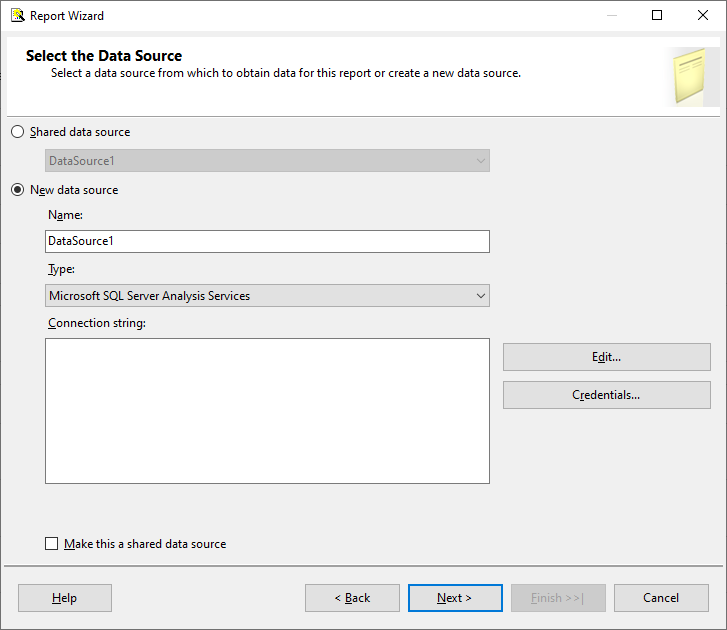 Report Wizard
Select the Data Source
Select a data source from which to obtain data for this report or create a new data source.
Shared data source
DataSource1
New data source
Name:
DataSource1
Type:
Microsoft SQL Server Analysis Services
Connection string:
Edit...
Credentials...
Make this a shared data source
Help
< Back
Next >
Finish >>|
Cancel